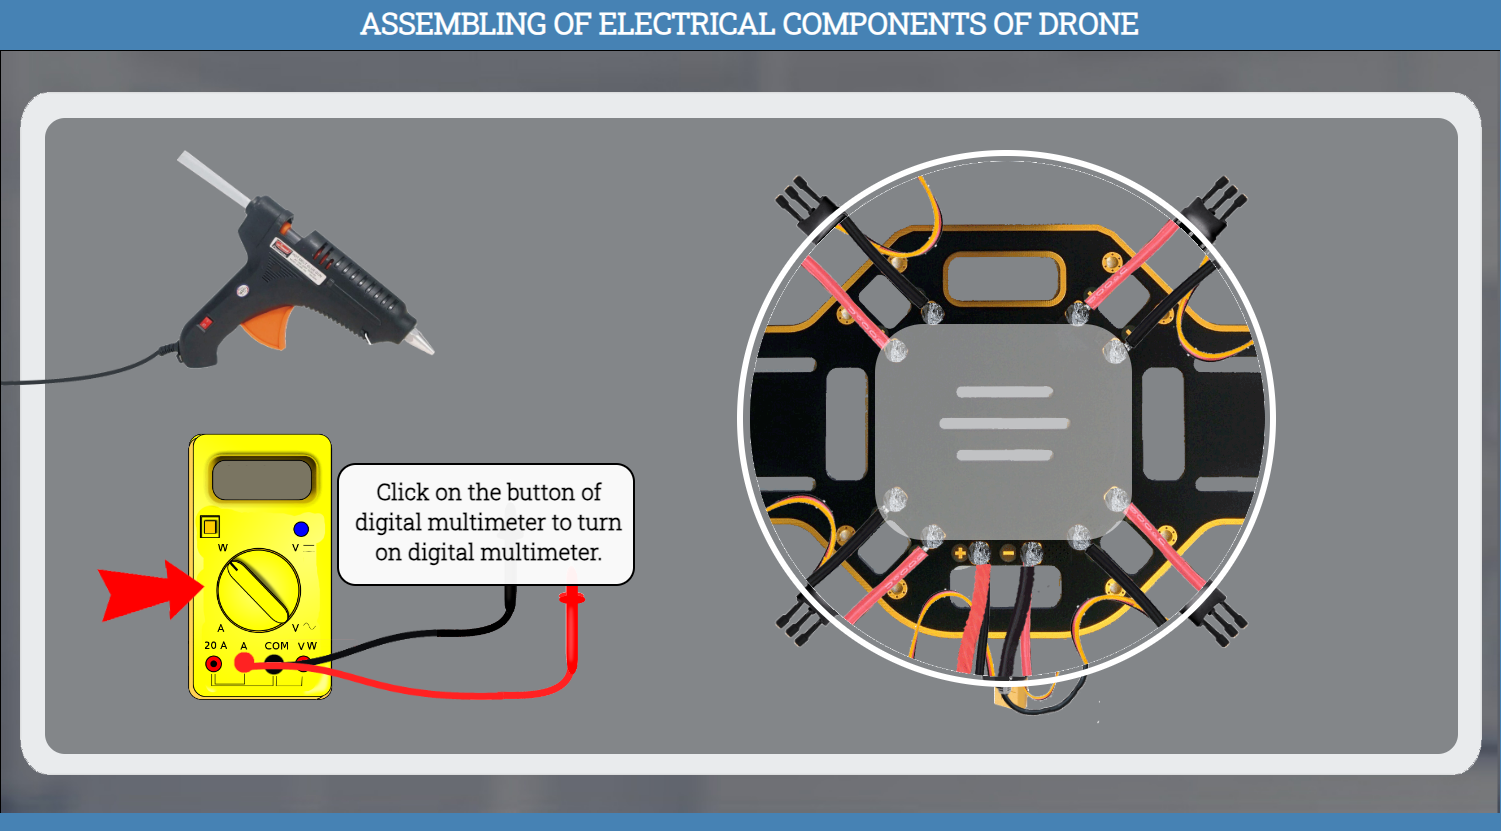 ASSEMBLING OF ELECTRICAL COMPONENTS OF DRONE
Click on the button of
digital multimeter to turn
on digital multimeter.
W
V
A
V
20 A
A
COM
V W
+
-